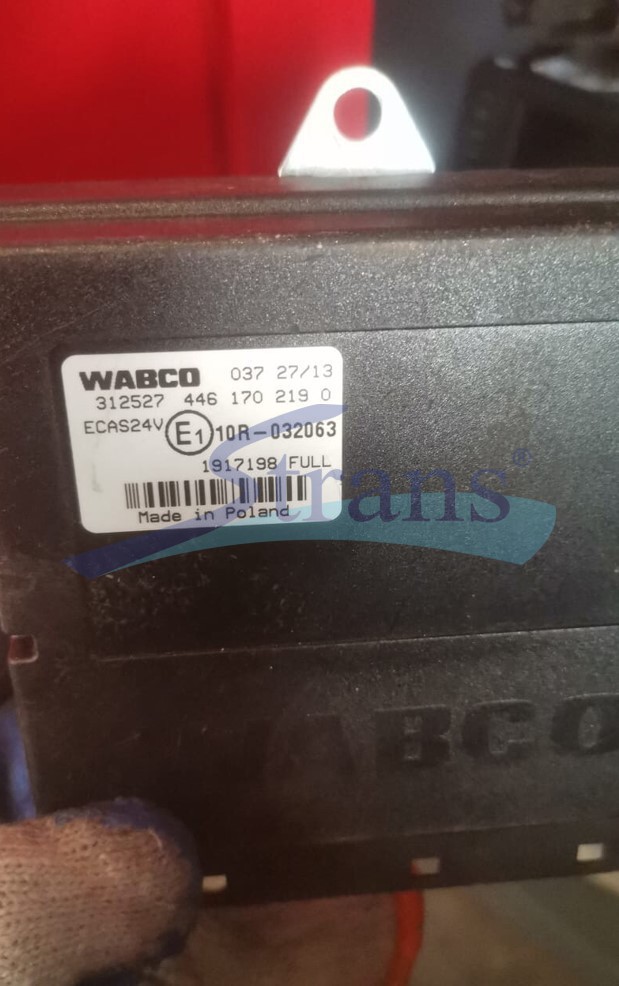 WABCO 037 27/13
312527 446 170 219 0
ECAS24V E1 10R-032063
1917198 FULL
Made in Poland
Strans®
WABCO